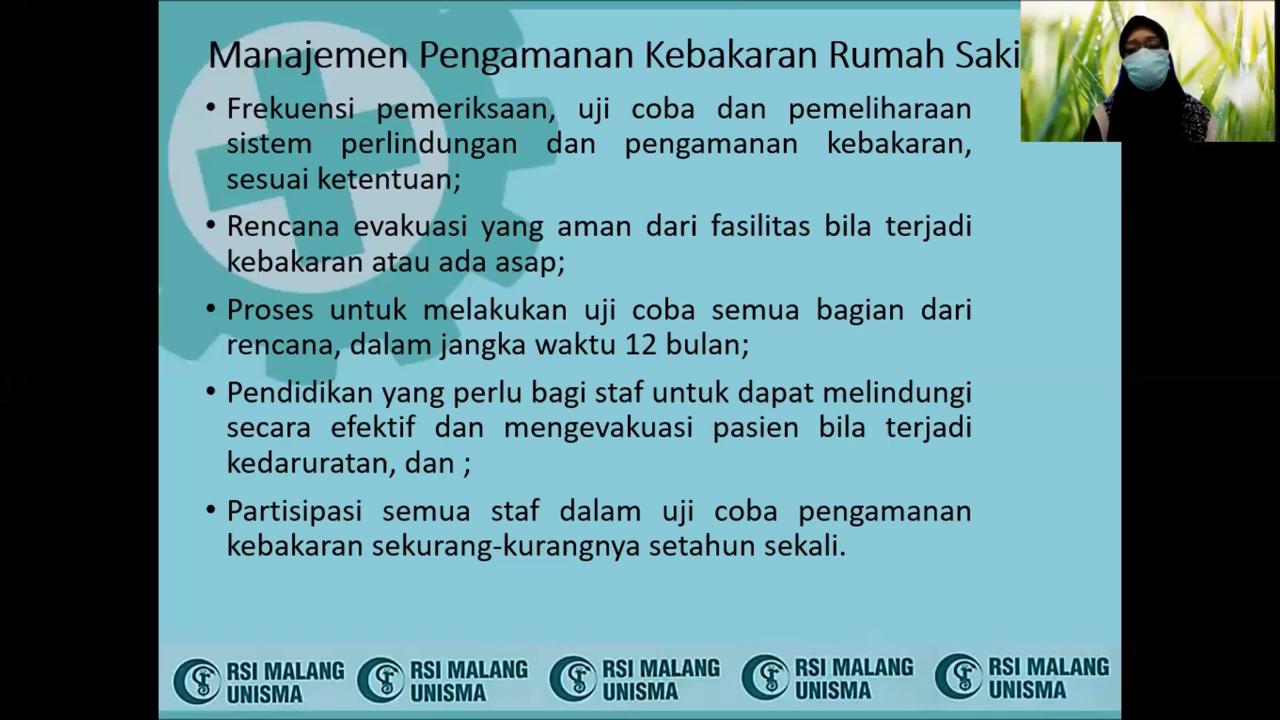 Manajemen Pengamanan Kebakaran Rumah Saki
• Frekuensi pemeriksaan, uji coba dan pemeliharaan
sistem perlindungan dan pengamanan kebakaran,
sesuai ketentuan;
• Rencana evakuasi yang aman dari fasilitas bila terjadi
kebakaran atau ada asap;
• Proses untuk melakukan uji coba semua bagian dari
rencana, dalam jangka waktu 12 bulan;
• Pendidikan yang perlu bagi staf untuk dapat melindungi
secara efektif dan mengevakuasi pasien bila terjadi
kedaruratan, dan ;
• Partisipasi semua staf dalam uji coba pengamanan
kebakaran sekurang-kurangnya setahun sekali.
RSI MALANG
UNISMA
RSI MALANG
UNISMA
RSI MALANG
UNISMA
RSI MALANG
UNISMA
RSI MALANG
UNISMA